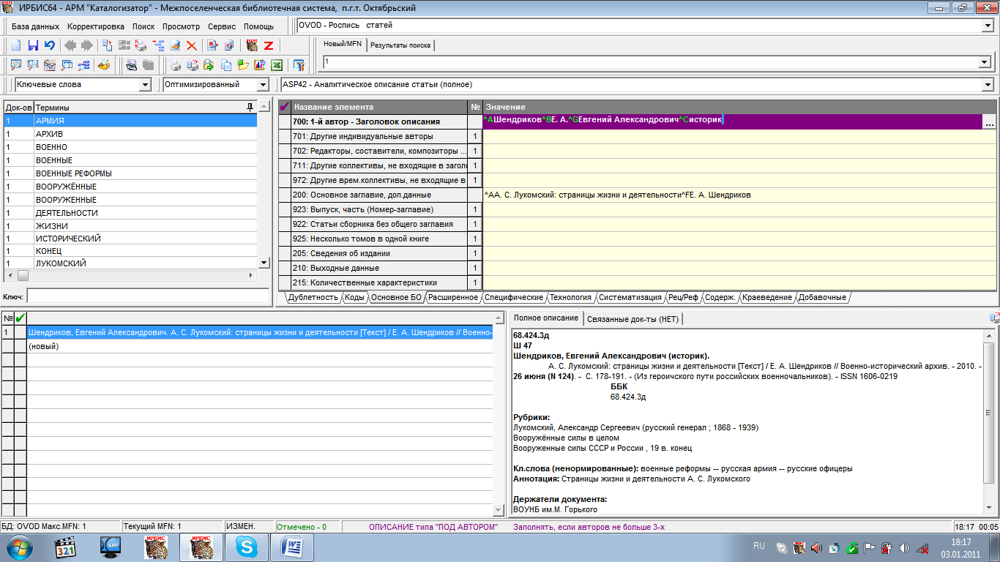 ИРБИС64 - АРМ "Каталогизатор" - Межпоселенческая библиотечная система, п.г.т. Октябрьский
База данных Корректировка Поиск Просмотр Сервис Помощь
OVOD - Роспись статей
Новый/MFN Результаты поиска
1
Ключевые слова Оптимизированный ASP42 - Аналитическое описание статьи (полное)
Док-ов Термины
1 АРМИЯ
1 АРХИВ
1 ВОЕННО
1 ВОЕННЫЕ
1 ВОЕННЫЕ РЕФОРМЫ
1 ВООРУЖЁННЫЕ
1 ВООРУЖЕННЫЕ
1 ДЕЯТЕЛЬНОСТИ
1 ЖИЗНИ
1 ИСТОРИЧЕСКИЙ
1 КОНЕЦ
1 ЛУКОМСКИЙ
Ключ:
Название элемента № Значение
700: 1-й автор - Заголовок описания ^AШендриков^BЕ. А.^GЕвгений Александрович^Cисторик ...
701: Другие индивидуальные авторы 1
702: Редакторы, составители, композиторы ... 1
711: Другие коллективы, не входящие в заголо 1
972: Другие врем.коллективы, не входящие в 1
200: Основное заглавие, доп.данные ^AА. С. Лукомский: страницы жизни и деятельности^FЕ. А. Шендриков
923: Выпуск, часть (Номер-заглавие) 1
922: Статьи сборника без общего заглавия 1
925: Несколько томов в одной книге 1
205: Сведения об издании 1
210: Выходные данные 1
215: Количественные характеристики 1
Дублетность Коды Основное БО Расширенное Специфические Технология Систематизация Рец/Реф Содерж. Краеведение Добавочные
№
1 Шендриков, Евгений Александрович. А. С. Лукомский: страницы жизни и деятельности [Текст] / Е. А. Шендриков // Военно-
(новый)
Полное описание Связанные док-ты (НЕТ)
68.424.3д
Ш 47
Шендриков, Евгений Александрович (историк).
А. С. Лукомский: страницы жизни и деятельности [Текст] / Е. А. Шендриков // Военно-исторический архив. - 2010. -
26 июня (N 124). - С. 178-191. - (Из героичского пути российских военночальников). - ISSN 1606-0219
ББК
68.424.3д
Рубрики:
Лукомский, Александр Сергеевич (русский генерал ; 1868 - 1939)
Вооружённые силы в целом
Вооруженные силы СССР и России , 19 в. конец
Кл.слова (ненормированные): военные реформы -- русская армия -- русские офицеры
Аннотация: Страницы жизни и деятельности А. С. Лукомского
Держатели документа:
ВОУНБ им.М. Горького
БД: OVOD Макс.MFN: 1 Текущий MFN: 1 ИЗМЕН. Отмечено - 0 ОПИСАНИЕ типа "ПОД АВТОРОМ" Заполнять, если авторов не больше 3-х 18:17 00:05
321 KMP ИРБИС ИРБИС RU 18:17
03.01.2011